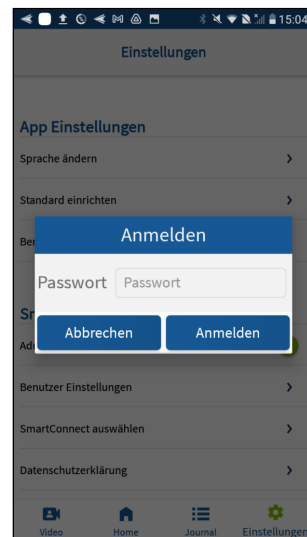 15:04
Einstellungen
App Einstellungen
Sprache ändern
Standard einrichten
Anmelden
Passwort Passwort
Abbrechen Anmelden
Benutzer Einstellungen
SmartConnect auswählen
Datenschutzerklärung
Video Home Journal Einstellungen